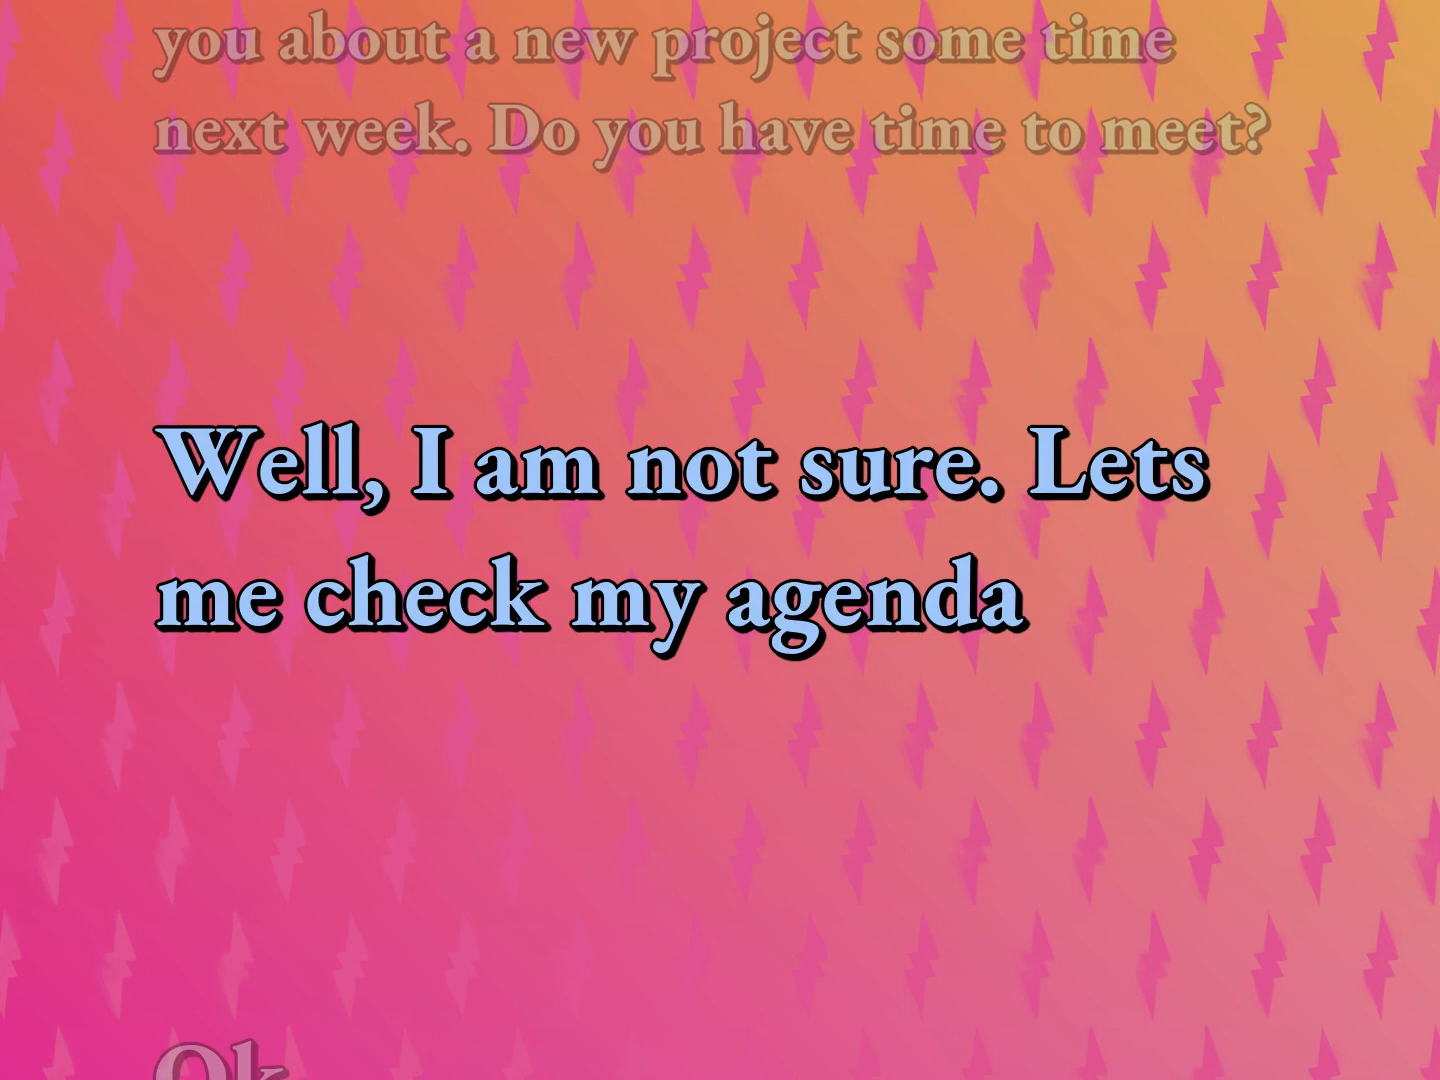 you about a new project some time
next week. Do you have time to meet?
Well, I am not sure. Lets
me check my agenda
Ok